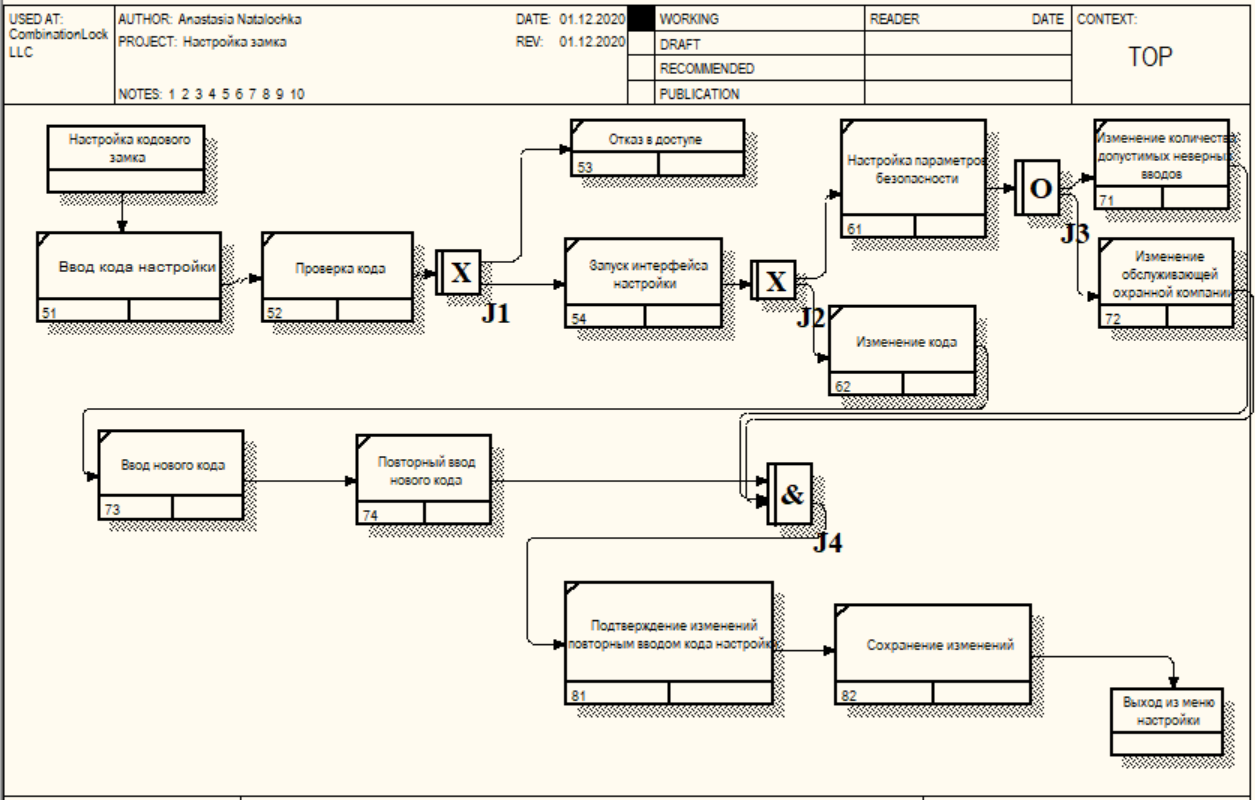 USED AT:
CombinationLock
LLC
AUTHOR: Anastasia Natalochka
DATE: 01.12.2020
PROJECT: Настройка замка
REV: 01.12.2020
NOTES: 1 2 3 4 5 6 7 8 9 10
WORKING
DRAFT
RECOMMENDED
PUBLICATION
READER
DATE
CONTEXT:
TOP
Настройка кодового
замка
Ввод кода настройки
51
Проверка кода
52
X
J1
Отказ в доступе
53
Запуск интерфейса
настройки
54
X
J2
Настройка параметров
безопасности
61
Изменение кода
62
O
J3
Изменение количеств
допустимых неверны
вводов
71
Изменение
обслуживающей
охранной компании
72
Ввод нового кода
73
Повторный ввод
нового кода
74
&
J4
Подтверждение изменений
повторным вводом кода настройк
81
Сохранение изменений
82
Выход из меню
настройки